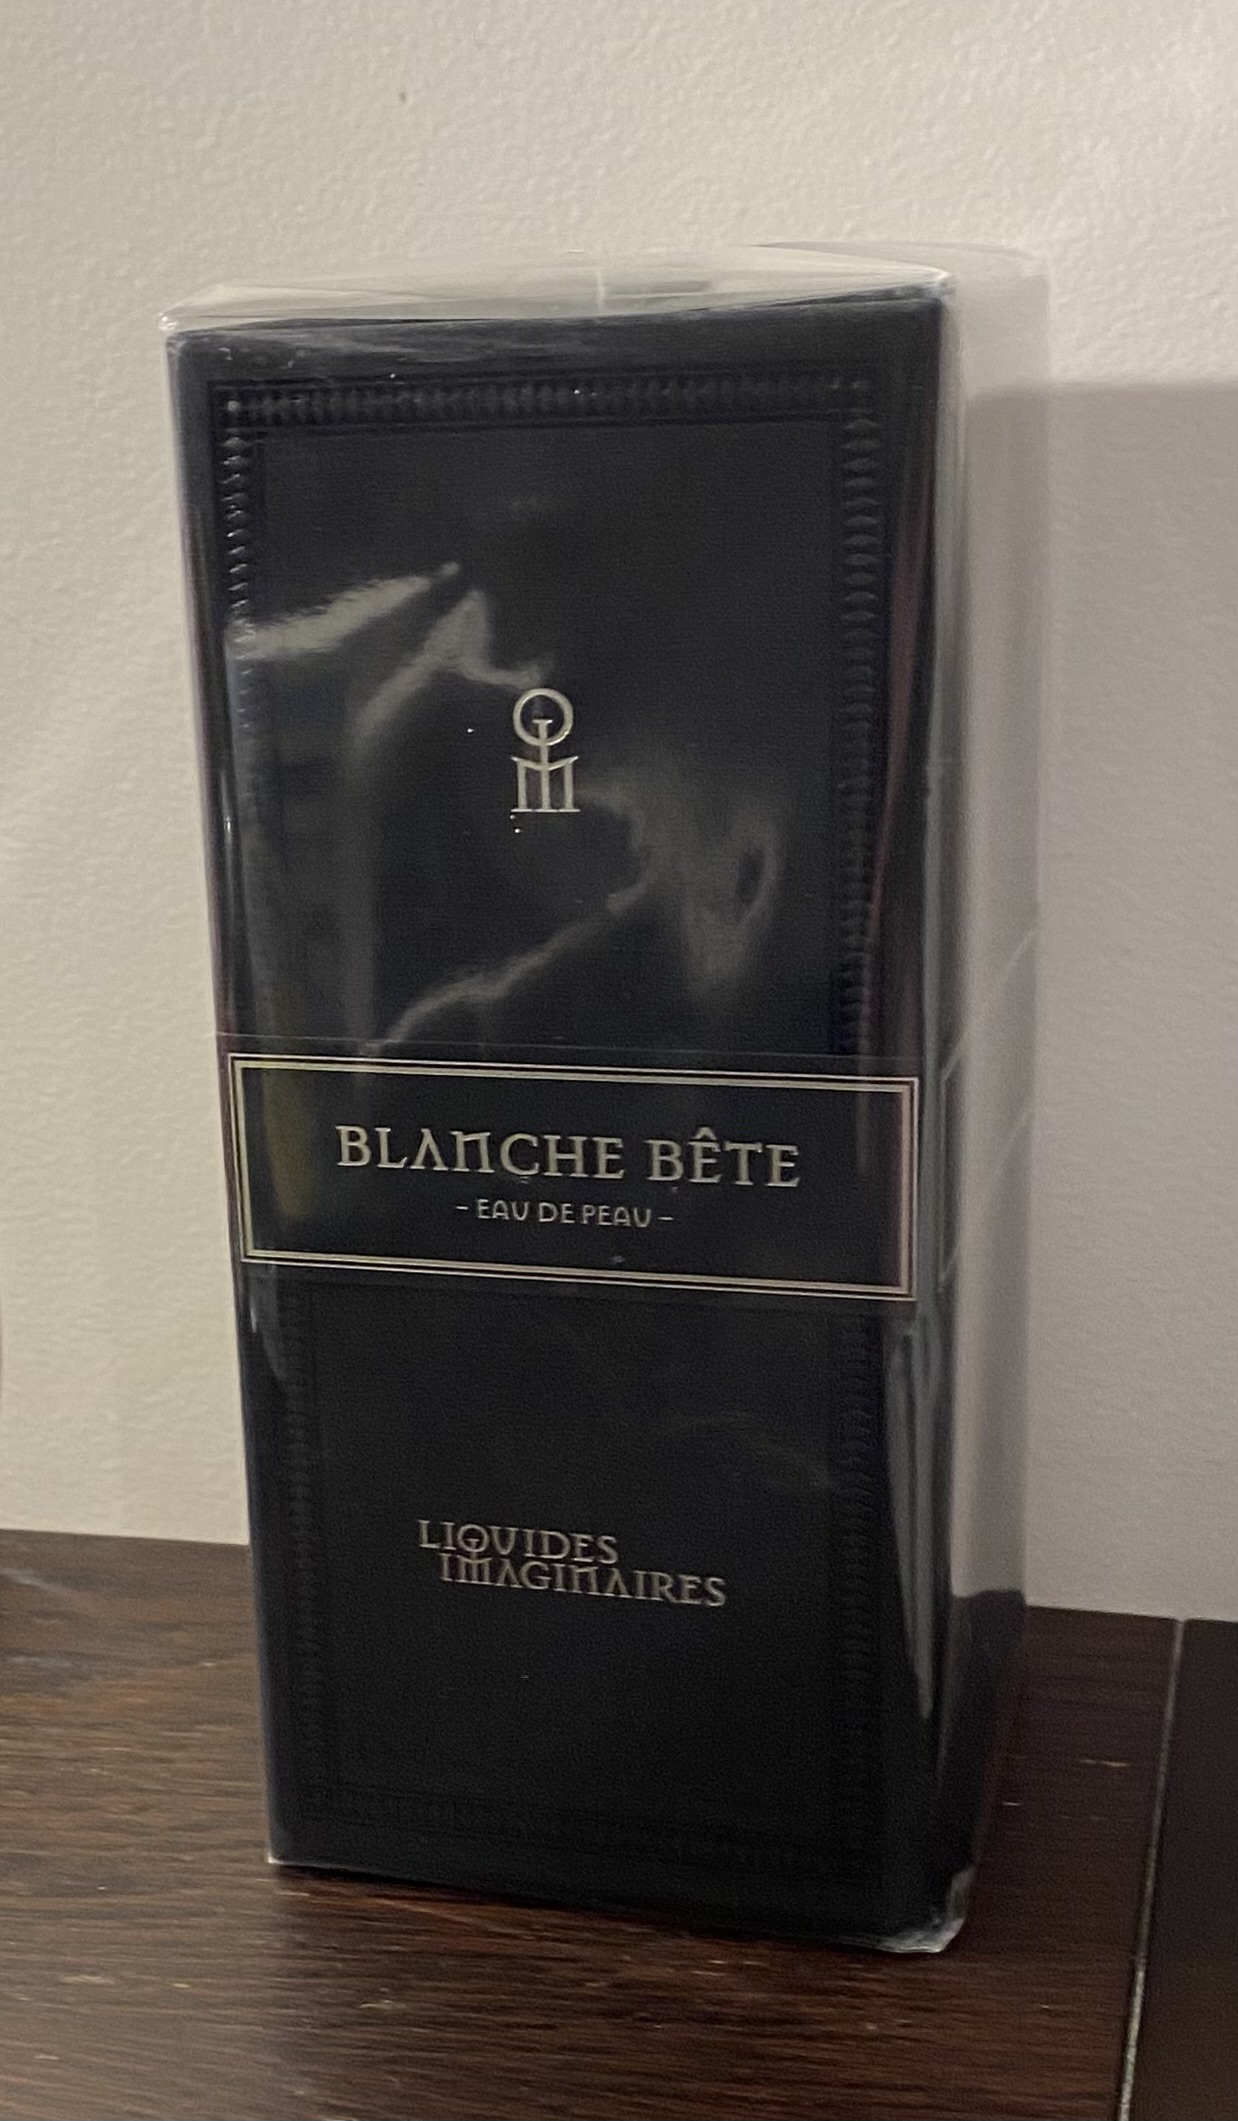 BLANCHE BÊTE
- EAU DE PEAU -
LIQUIDES
IMAGINAIRES